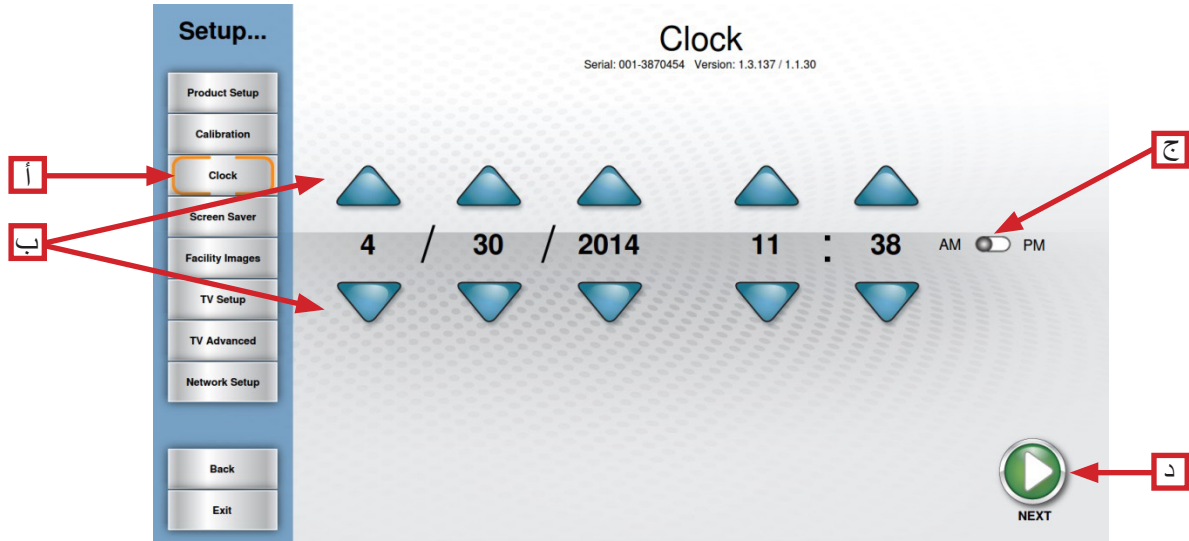 Setup...
Clock
Serial: 001-3870454 Version: 1.3.137 / 1.1.30
Product Setup
Calibration
أ
Clock
ج
Screen Saver
ب
4 / 30 / 2014 11 : 38 AM PM
Facility Images
TV Setup
TV Advanced
Network Setup
Back
د
Exit
NEXT